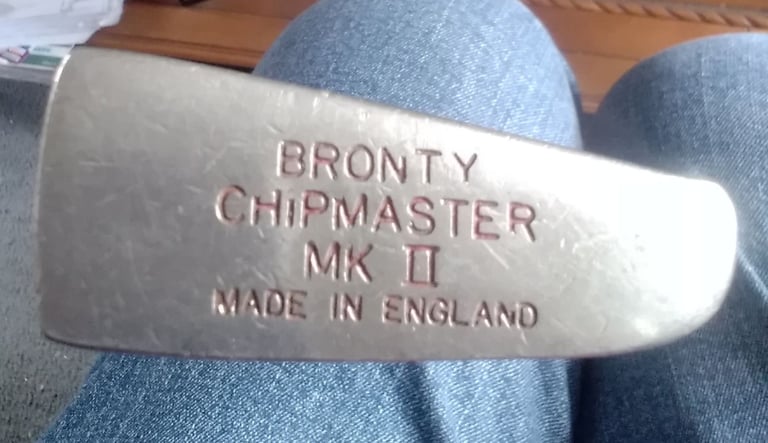 BRONTY
CHiPMASTER
MK II
MADE IN ENGLAND